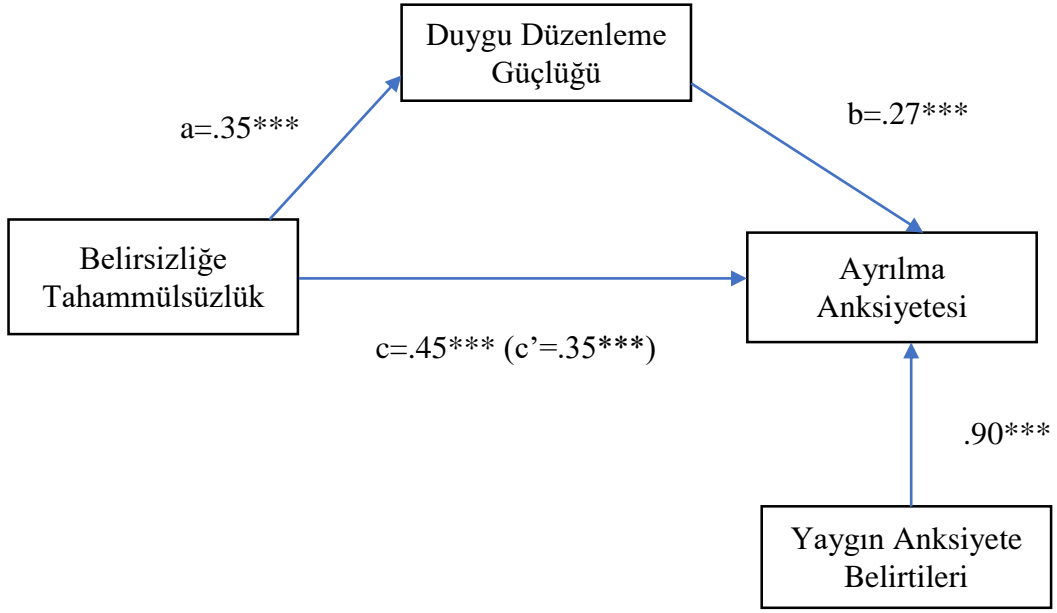 Duygu Düzenleme
Güçlüğü
a=.35***
b=.27***
Belirsizliğe
Tahammülsüzlük
Ayrılma
Anksiyetesi
c=.45*** (c’=.35***)
.90***
Yaygın Anksiyete
Belirtileri